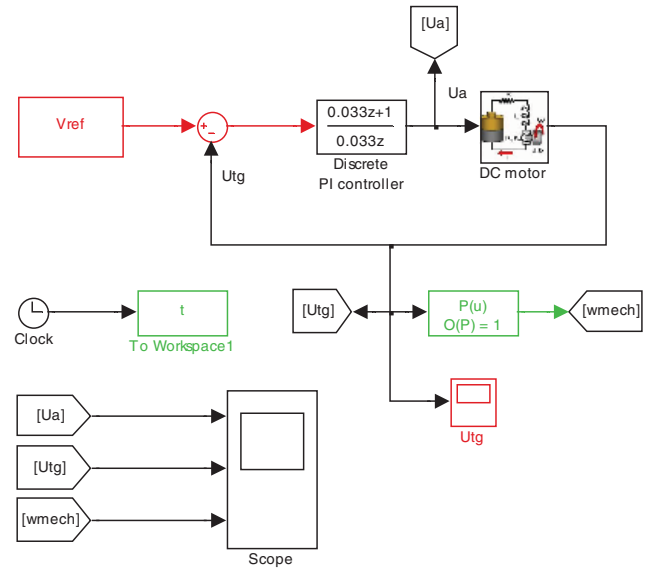 [Ua]
Ua
Vref
+
−
0.033z+1
0.033z
Discrete
PI controller
DC motor
Utg
[Utg]
P(u)
O(P) = 1
[wmech]
t
Clock
To Workspace1
Utg
[Ua]
[Utg]
[wmech]
Scope